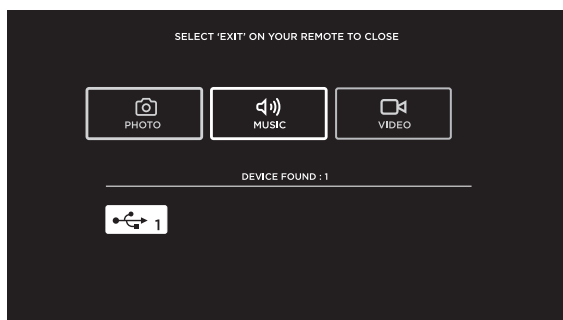 SELECT ‘EXIT’ ON YOUR REMOTE TO CLOSE
PHOTO
MUSIC
VIDEO
DEVICE FOUND : 1
1